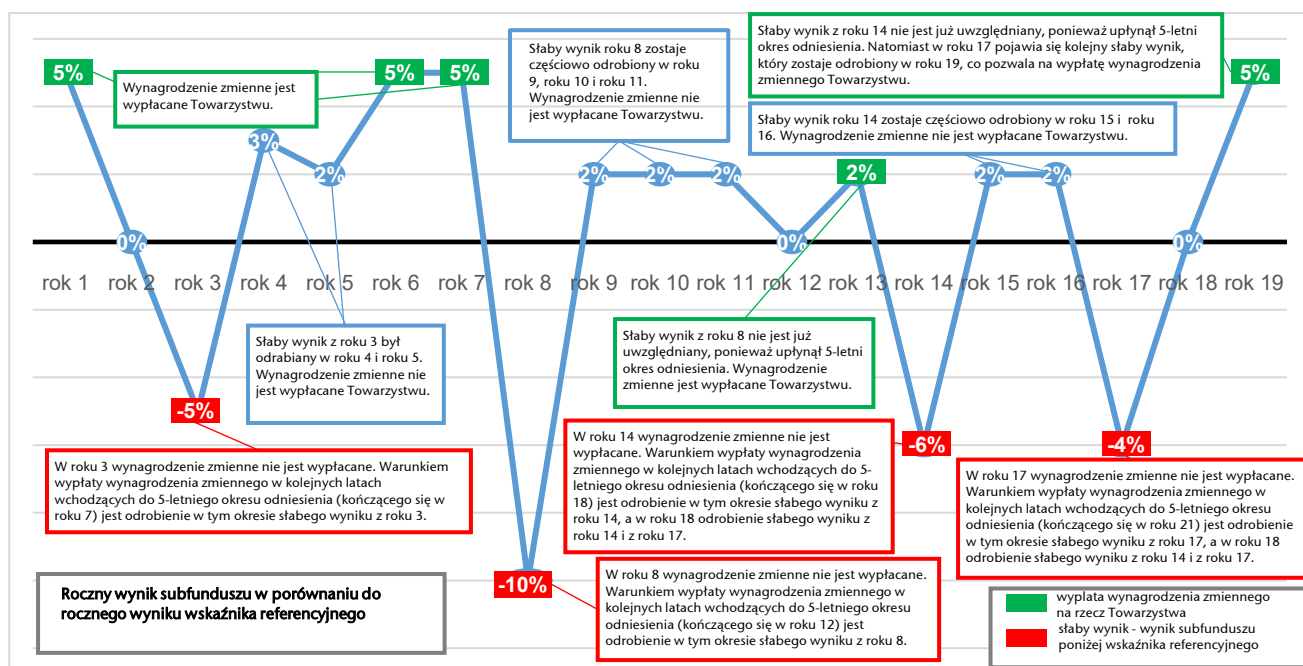 Słaby wynik z roku 14 nie jest już uwzględniany, ponieważ upłynął 5-letni
okres odniesienia. Natomiast w roku 17 pojawia się kolejny słaby wynik,
który zostaje odrobiony w roku 19, co pozwala na wypłatę wynagrodzenia
zmiennego Towarzystwu.
Słaby wynik roku 8 zostaje
częściowo odrobiony w roku
9, roku 10 i roku 11.
Wynagrodzenie zmienne nie
jest wypłacane Towarzystwu.
Wynagrodzenie zmienne jest
wypłacane Towarzystwu.
Słaby wynik roku 14 zostaje częściowo odrobiony w roku 15 i roku
16. Wynagrodzenie zmienne nie jest wypłacane Towarzystwu.
5%
0%
-5%
3%
2%
5%
5%
-10%
2%
2%
2%
0%
2%
-6%
2%
2%
-4%
0%
5%
rok 1 rok 2 rok 3 rok 4 rok 5 rok 6 rok 7 rok 8 rok 9 rok 10 rok 11 rok 12 rok 13 rok 14 rok 15 rok 16 rok 17 rok 18 rok 19
Słaby wynik z roku 3 był
odrabiany w roku 4 i roku 5.
Wynagrodzenie zmienne nie
jest wypłacane Towarzystwu.
Słaby wynik z roku 8 nie jest już
uwzględniany, ponieważ upłynął 5-letni
okres odniesienia. Wynagrodzenie
zmienne jest wypłacane Towarzystwu.
W roku 3 wynagrodzenie zmienne nie jest wypłacane. Warunkiem
wypłaty wynagrodzenia zmiennego w kolejnych latach
wchodzących do 5-letniego okresu odniesienia (kończącego się w
roku 7) jest odrobienie w tym okresie słabego wyniku z roku 3.
W roku 14 wynagrodzenie zmienne nie jest
wypłacane. Warunkiem wypłaty wynagrodzenia
zmiennego w kolejnych latach wchodzących do 5-
letniego okresu odniesienia (kończącego się w roku
18) jest odrobienie w tym okresie słabego wyniku z
roku 14, a w roku 18 odrobienie słabego wyniku z
roku 14 i z roku 17.
W roku 17 wynagrodzenie zmienne nie jest wypłacane.
Warunkiem wypłaty wynagrodzenia zmiennego w
kolejnych latach wchodzących do 5-letniego okresu
odniesienia (kończącego się w roku 21) jest odrobienie
w tym okresie słabego wyniku z roku 17, a w roku 18
odrobienie słabego wyniku z roku 14 i z roku 17.
W roku 8 wynagrodzenie zmienne nie jest wypłacane.
Warunkiem wypłaty wynagrodzenia zmiennego w
kolejnych latach wchodzących do 5-letniego okresu
odniesienia (kończącego się w roku 12) jest
odrobienie w tym okresie słabego wyniku z roku 8.
Roczny wynik subfunduszu w porównaniu do
rocznego wyniku wskaźnika referencyjnego
wyplata wynagrodzenia zmiennego
na rzecz Towarzystwa
słaby wynik - wynik subfunduszu
poniżej wskaźnika referencyjnego